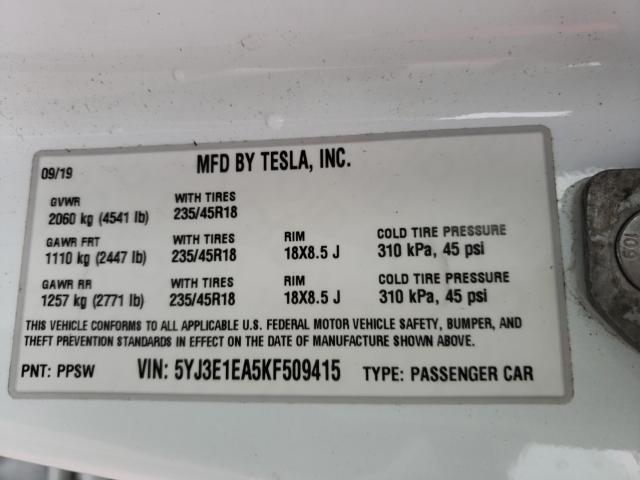 MFD BY TESLA, INC.
09/19
GVWR WITH TIRES
2060 kg (4541 lb) 235/45R18
GAWR FRT WITH TIRES RIM COLD TIRE PRESSURE
1110 kg (2447 lb) 235/45R18 18X8.5 J 310 kPa, 45 psi
GAWR RR WITH TIRES RIM COLD TIRE PRESSURE
1257 kg (2771 lb) 235/45R18 18X8.5 J 310 kPa, 45 psi
THIS VEHICLE CONFORMS TO ALL APPLICABLE U.S. FEDERAL MOTOR VEHICLE SAFETY, BUMPER, AND
THEFT PREVENTION STANDARDS IN EFFECT ON THE DATE OF MANUFACTURE SHOWN ABOVE.
PNT: PPSW VIN: 5YJ3E1EA5KF509415 TYPE: PASSENGER CAR